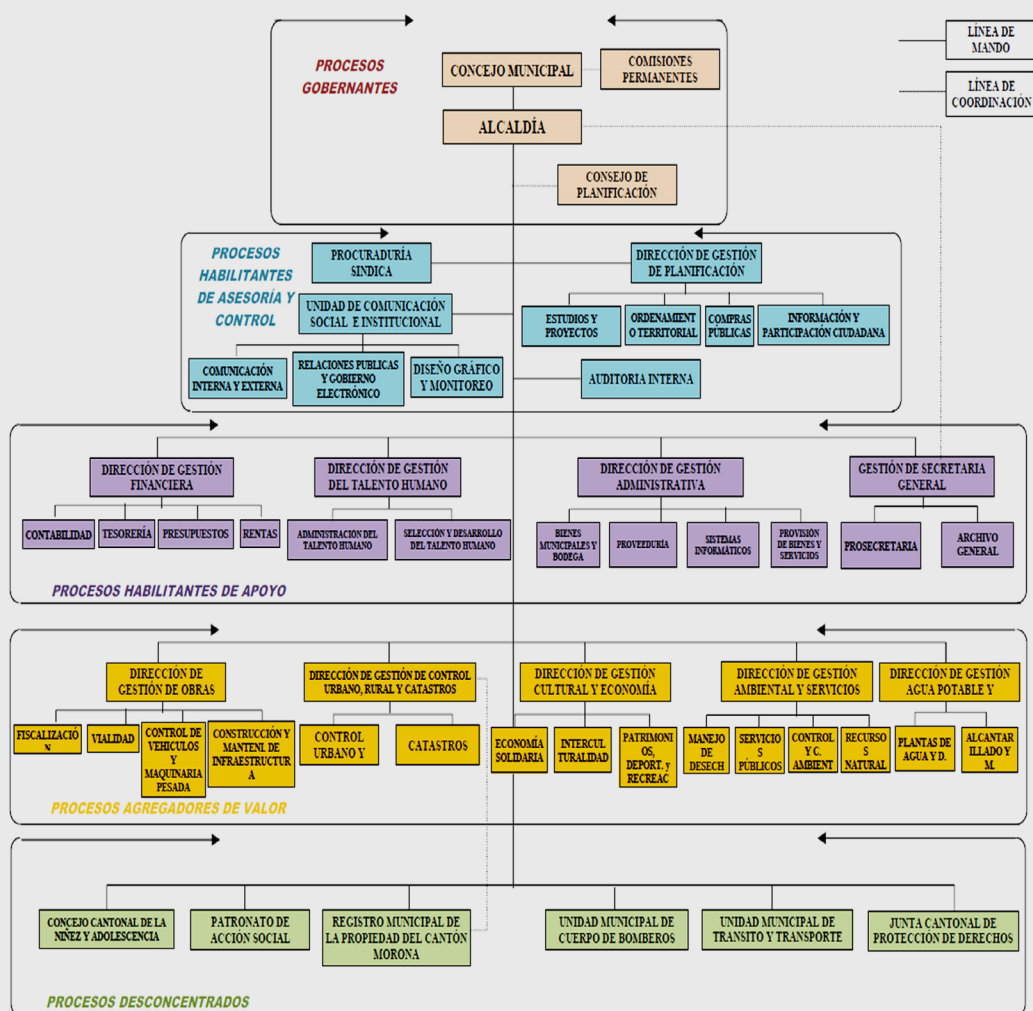 PROCESOS
GOBERNANTES
CONCEJO MUNICIPAL
COMISIONES
PERMANENTES
LÍNEA DE
MANDO
LÍNEA DE
COORDINACIÓN
ALCALDÍA
CONSEJO DE
PLANIFICACIÓN
PROCESOS
HABILITANTES
DE ASESORÍA Y
CONTROL
PROCURADURÍA
SINDICA
DIRECCIÓN DE GESTIÓN
DE PLANIFICACIÓN
UNIDAD DE COMUNICACIÓN
SOCIAL E INSTITUCIONAL
ESTUDIOS Y
PROYECTOS
ORDENAMIENT
O TERRITORIAL
COMPRAS
PÚBLICAS
INFORMACIÓN Y
PARTICIPACIÓN CIUDADANA
COMUNICACIÓN
INTERNA Y EXTERNA
RELACIONES PUBLICAS
Y GOBIERNO
ELECTRÓNICO
DISEÑO GRÁFICO
Y MONITOREO
AUDITORIA INTERNA
DIRECCIÓN DE GESTIÓN
FINANCIERA
DIRECCIÓN DE GESTIÓN
DEL TALENTO HUMANO
DIRECCIÓN DE GESTIÓN
ADMINISTRATIVA
GESTIÓN DE SECRETARIA
GENERAL
CONTABILIDAD
TESORERÍA
PRESUPUESTOS
RENTAS
ADMINISTRACIÓN DEL
TALENTO HUMANO
SELECCIÓN Y DESARROLLO
DEL TALENTO HUMANO
BIENES
MUNICIPALES Y
BODEGA
PROVEEDURÍA
SISTEMAS
INFORMÁTICOS
PROVISIÓN
DE BIENES Y
SERVICIOS
PROSECRETARIA
ARCHIVO
GENERAL
PROCESOS HABILITANTES DE APOYO
DIRECCIÓN DE
GESTIÓN DE OBRAS
DIRECCIÓN DE GESTIÓN DE CONTROL
URBANO, RURAL Y CATASTROS
DIRECCIÓN DE GESTIÓN
CULTURAL Y ECONOMÍA
DIRECCIÓN DE GESTIÓN
AMBIENTAL Y SERVICIOS
DIRECCIÓN DE GESTIÓN
AGUA POTABLE Y
FISCALIZACIÓ
N
VIALIDAD
CONTROL DE
VEHICULOS
Y
MAQUINARIA
PESADA
CONSTRUCCIÓN Y
MANTENI. DE
INFRAESTRUCTUR
A
CONTROL
URBANO Y
CATASTROS
ECONOMÍA
SOLIDARIA
INTERCUL
TURALIDAD
PATRIMONI
OS,
DEPORT. y
RECREAC
MANEJO
DE
DESECH
SERVICIO
S
PÚBLICOS
CONTROL
Y C.
AMBIENT
RECURSO
S
NATURAL
PLANTAS DE
AGUA Y D.
ALCANTAR
ILLADO Y
M.
PROCESOS AGREGADORES DE VALOR
CONCEJO CANTONAL DE LA
NIÑEZ Y ADOLESCENCIA
PATRONATO DE
ACCIÓN SOCIAL
REGISTRO MUNICIPAL DE
LA PROPIEDAD DEL CANTÓN
MORONA
UNIDAD MUNICIPAL DE
CUERPO DE BOMBEROS
UNIDAD MUNICIPAL DE
TRANSITO Y TRANSPORTE
JUNTA CANTONAL DE
PROTECCIÓN DE DERECHOS
PROCESOS DESCONCENTRADOS